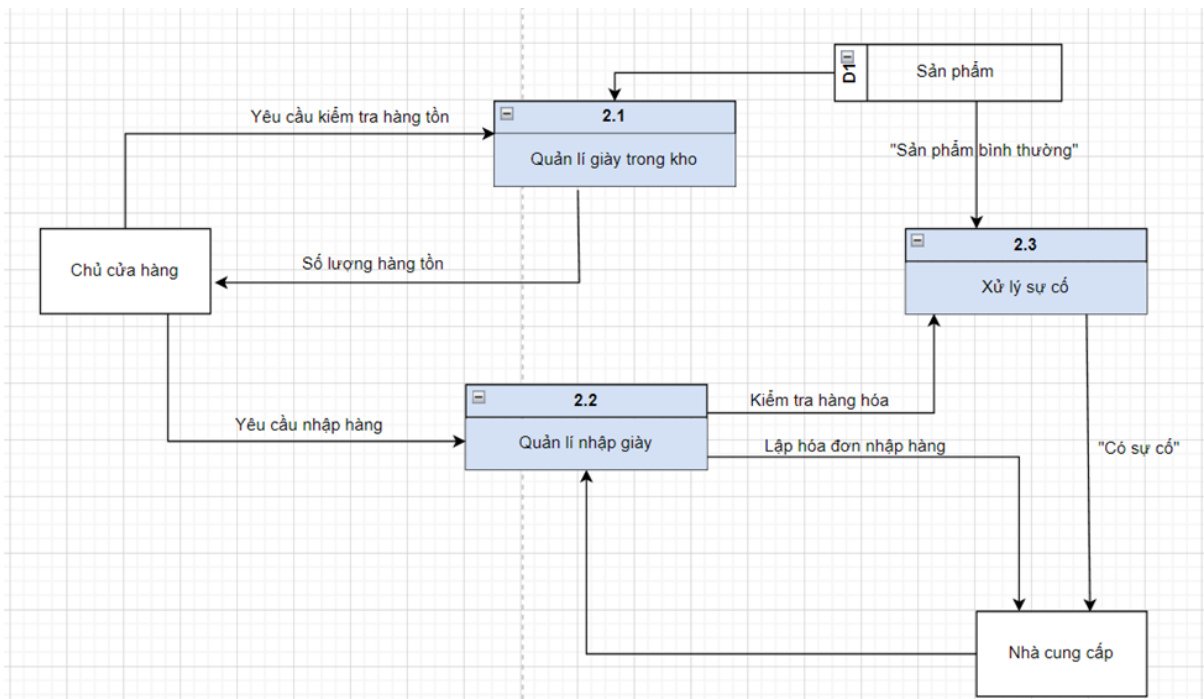 D1
Sản phẩm
Yêu cầu kiểm tra hàng tồn
2.1
Quản lí giày trong kho
"Sản phẩm bình thường"
Chủ cửa hàng
Số lượng hàng tồn
2.3
Xử lý sự cố
Yêu cầu nhập hàng
2.2
Quản lí nhập giày
Kiểm tra hàng hóa
Lập hóa đơn nhập hàng
"Có sự cố"
Nhà cung cấp